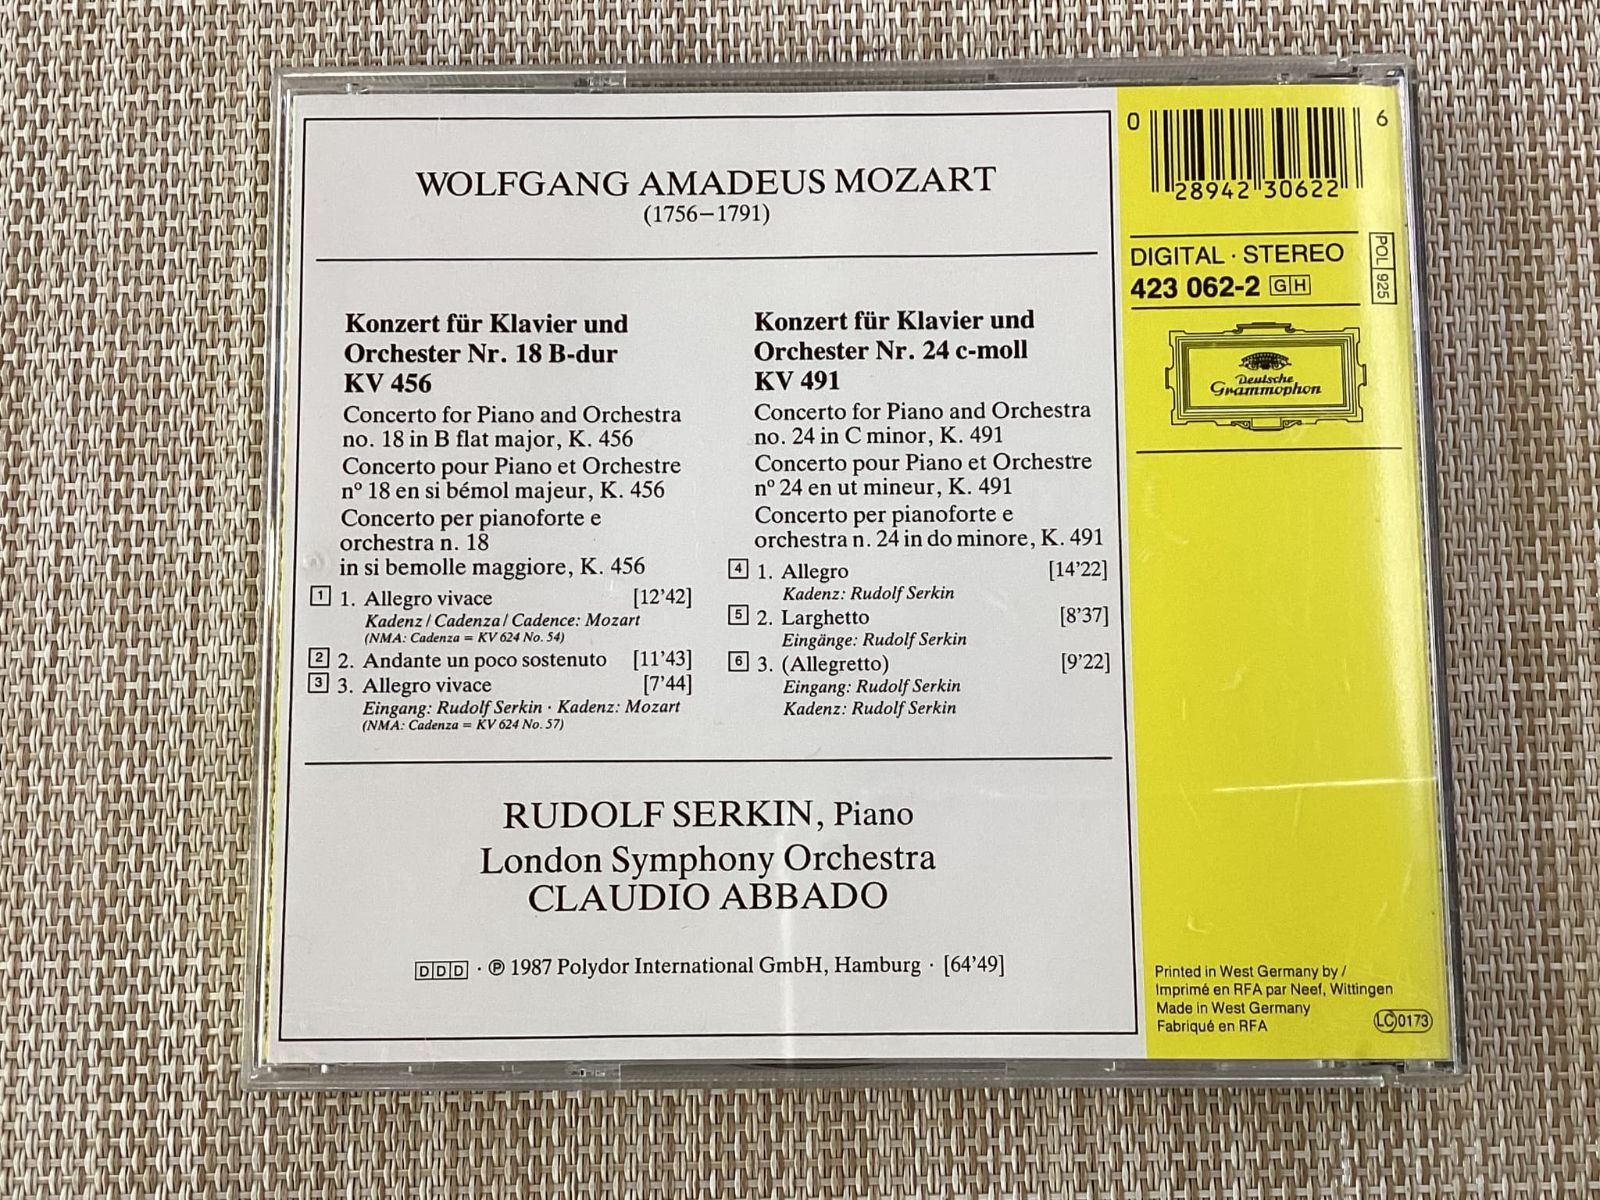 WOLFGANG AMADEUS MOZART
(1756–1791)
Konzert für Klavier und
Orchester Nr. 18 B-dur
KV 456
Concerto for Piano and Orchestra
no. 18 in B flat major, K. 456
Concerto pour Piano et Orchestre
nº 18 en si bémol majeur, K. 456
Concerto per pianoforte e
orchestra n. 18
in si bemolle maggiore, K. 456
1 1. Allegro vivace [12’42]
Kadenz / Cadenza / Cadence: Mozart
(NMA: Cadenza = KV 624 No. 54)
2 2. Andante un poco sostenuto [11’43]
3 3. Allegro vivace [7’44]
Eingang: Rudolf Serkin · Kadenz: Mozart
(NMA: Cadenza = KV 624 No. 57)
Konzert für Klavier und
Orchester Nr. 24 c-moll
KV 491
Concerto for Piano and Orchestra
no. 24 in C minor, K. 491
Concerto pour Piano et Orchestre
nº 24 en ut mineur, K. 491
Concerto per pianoforte e
orchestra n. 24 in do minore, K. 491
4 1. Allegro [14’22]
Kadenz: Rudolf Serkin
5 2. Larghetto [8’37]
Eingänge: Rudolf Serkin
6 3. (Allegretto) [9’22]
Eingang: Rudolf Serkin
Kadenz: Rudolf Serkin
RUDOLF SERKIN, Piano
London Symphony Orchestra
CLAUDIO ABBADO
DDD · ℗ 1987 Polydor International GmbH, Hamburg · [64’49]
0 28942 30622 6
DIGITAL · STEREO
423 062-2 GH
POL 925
Deutsche
Grammophon
Printed in West Germany by /
Imprimé en RFA par Neef, Wittingen
Made in West Germany
Fabriqué en RFA
LC 0173